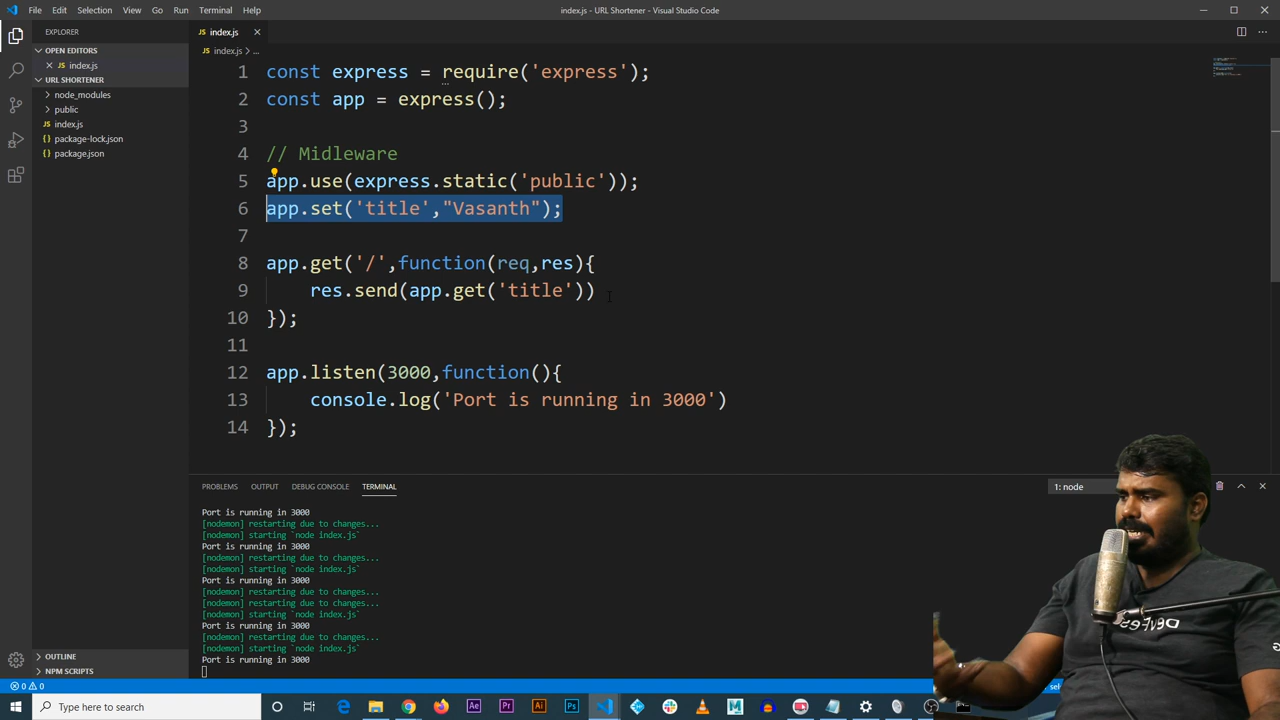 File Edit Selection View Go Run Terminal Help
index.js - URL Shortener - Visual Studio Code
EXPLORER
OPEN EDITORS
index.js
URL SHORTENER
node_modules
public
index.js
package-lock.json
package.json
OUTLINE
NPM SCRIPTS
index.js
index.js > ...
1 const express = require('express');
2 const app = express();
3
4 // Midleware
5 app.use(express.static('public'));
6 app.set('title',"Vasanth");
7
8 app.get('/',function(req,res){
9 res.send(app.get('title'))
10 });
11
12 app.listen(3000,function(){
13 console.log('Port is running in 3000')
14 });
PROBLEMS OUTPUT DEBUG CONSOLE TERMINAL
1: node
Port is running in 3000
[nodemon] restarting due to changes...
[nodemon] starting `node index.js`
Port is running in 3000
[nodemon] restarting due to changes...
[nodemon] starting `node index.js`
Port is running in 3000
[nodemon] restarting due to changes...
[nodemon] restarting due to changes...
[nodemon] starting `node index.js`
Port is running in 3000
[nodemon] restarting due to changes...
[nodemon] starting `node index.js`
Port is running in 3000
0 0
Type here to search
Ae Pr Ai Ps